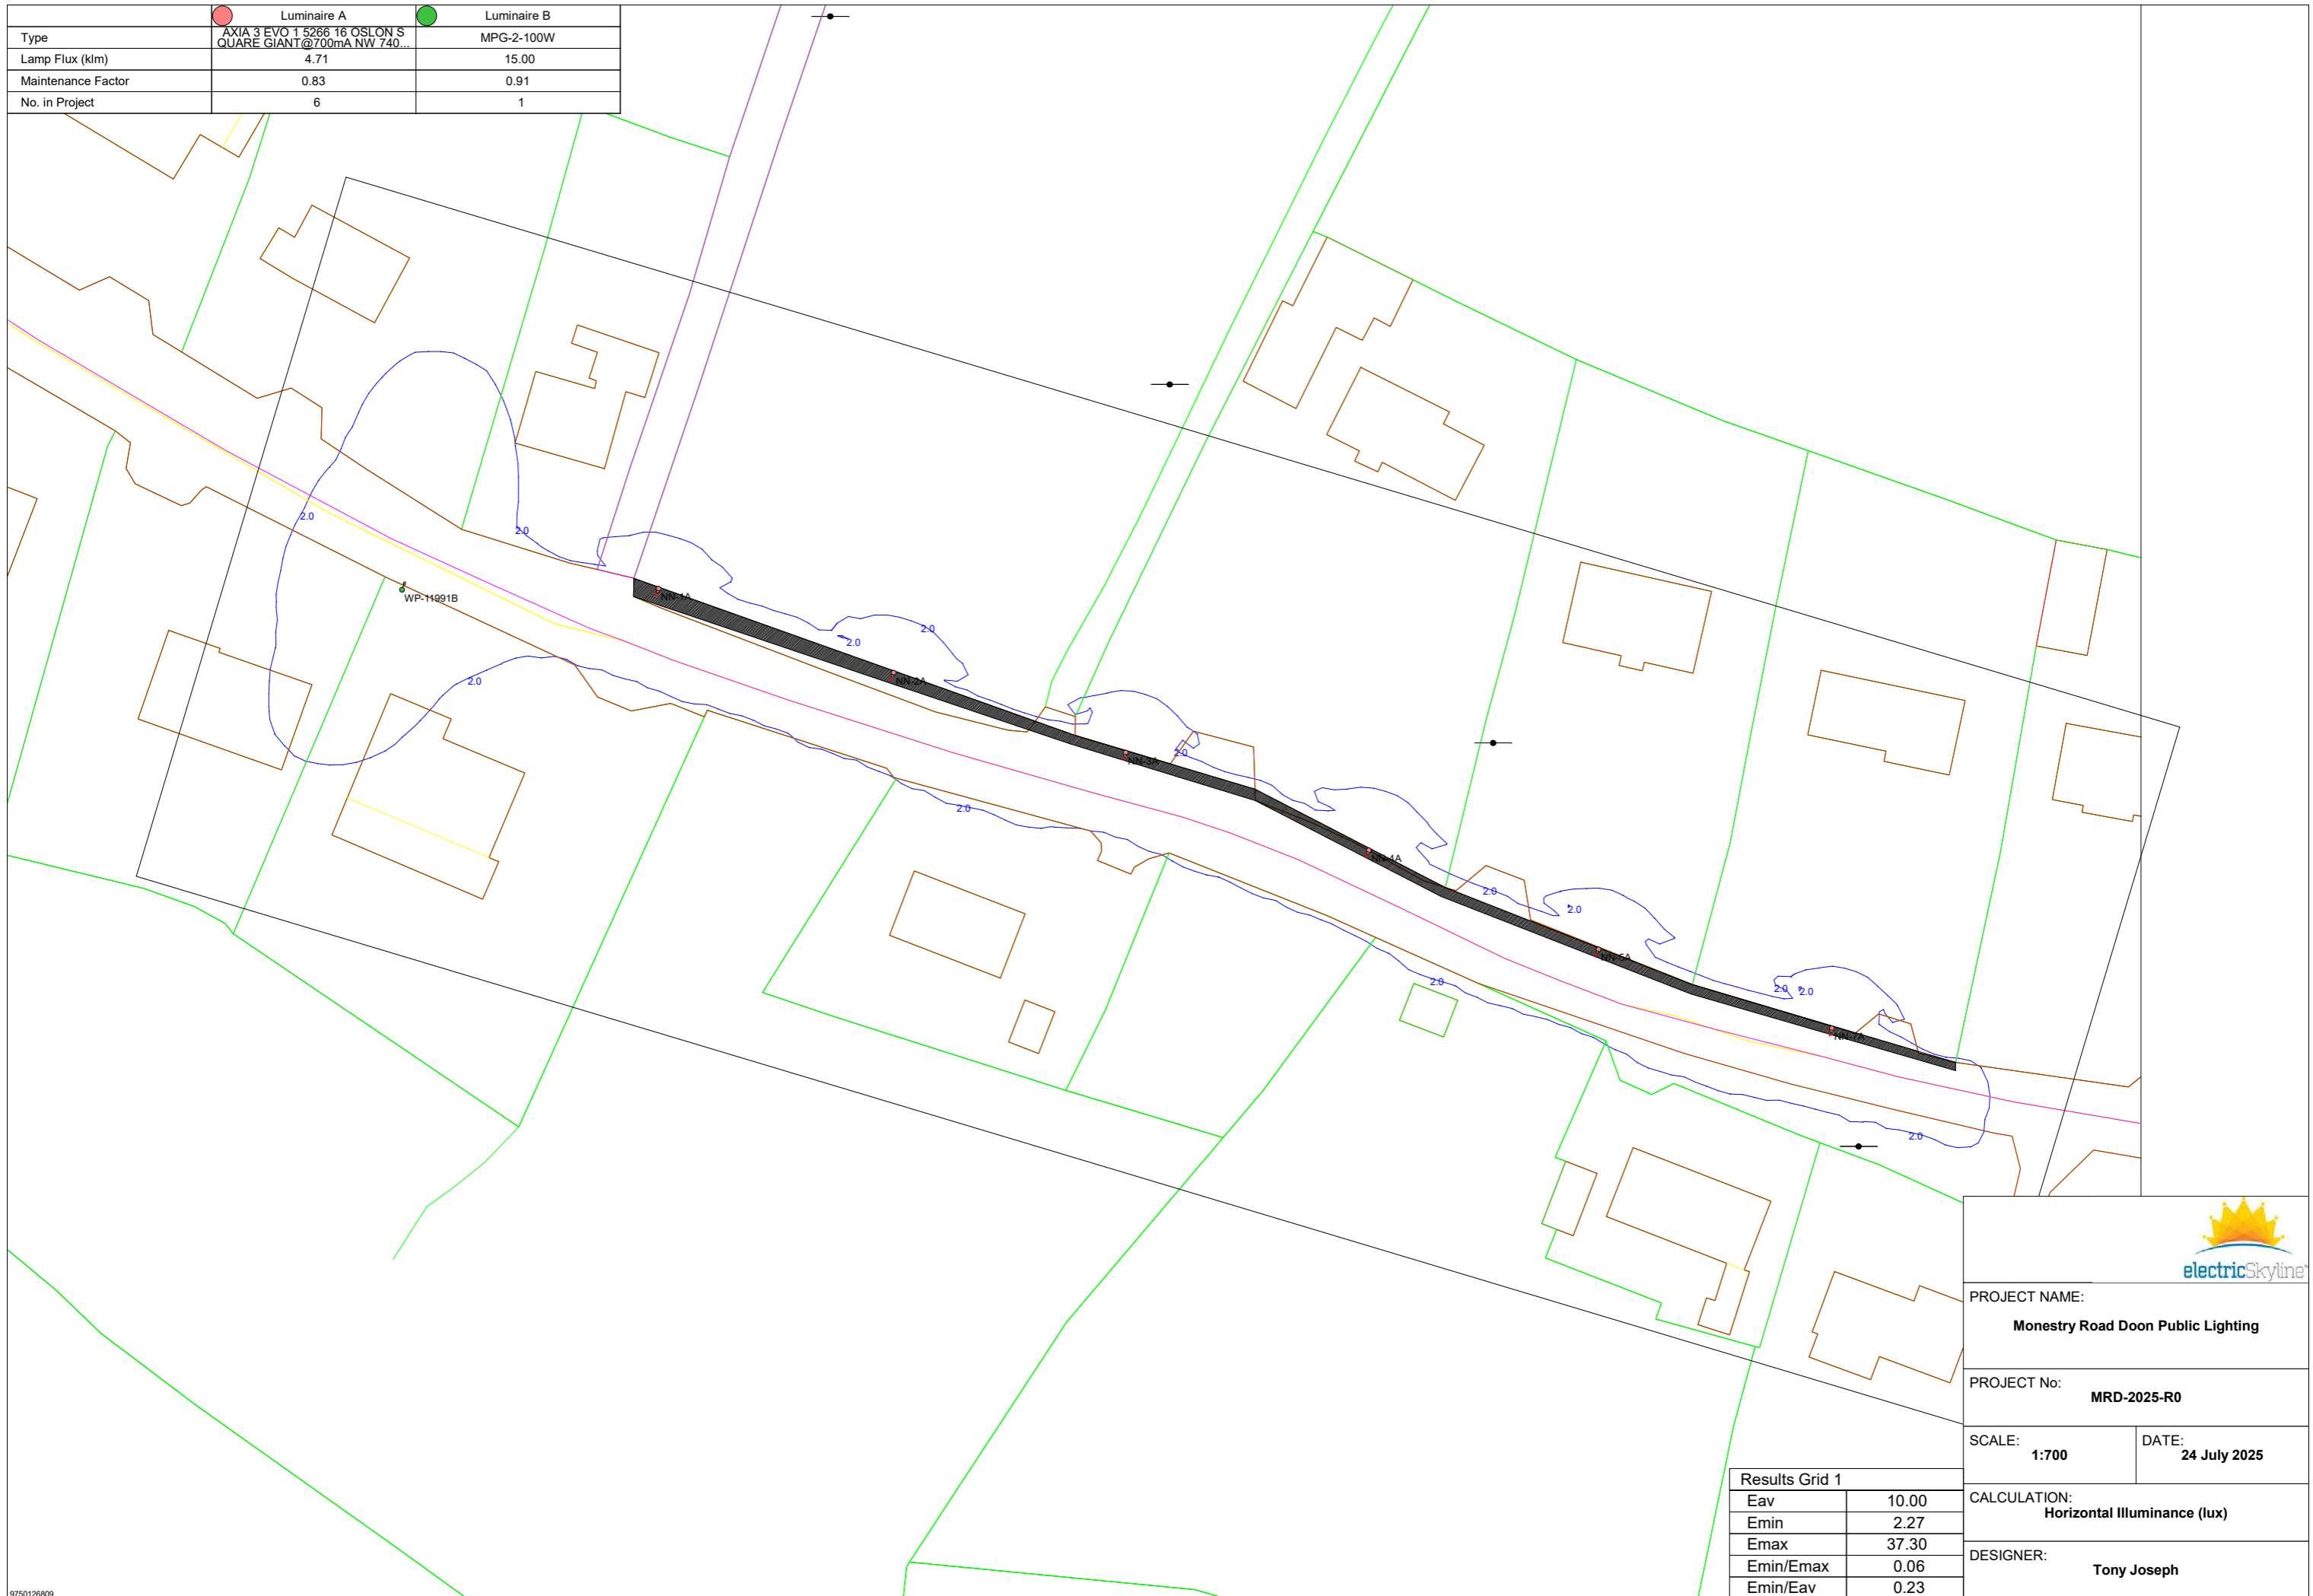 Luminaire A Luminaire B
Type AXIA 3 EVO 1 5266 16 OSLON S QUARE GIANT@700mA NW 740... MPG-2-100W
Lamp Flux (klm) 4.71 15.00
Maintenance Factor 0.83 0.91
No. in Project 6 1
2.0
2.0
WP-11991B
NN-1A
2.0
2.0
2.0
NN-2A
2.0
NN-3A
2.0
NN-4A
2.0
2.0
NN-5A
2.0
2.0 2.0
NN-7A
2.0
electricSkyline
PROJECT NAME:
Monestry Road Doon Public Lighting
PROJECT No:
MRD-2025-R0
SCALE:
1:700
DATE:
24 July 2025
CALCULATION:
Horizontal Illuminance (lux)
DESIGNER:
Tony Joseph
Results Grid 1
Eav 10.00
Emin 2.27
Emax 37.30
Emin/Emax 0.06
Emin/Eav 0.23
9750126809